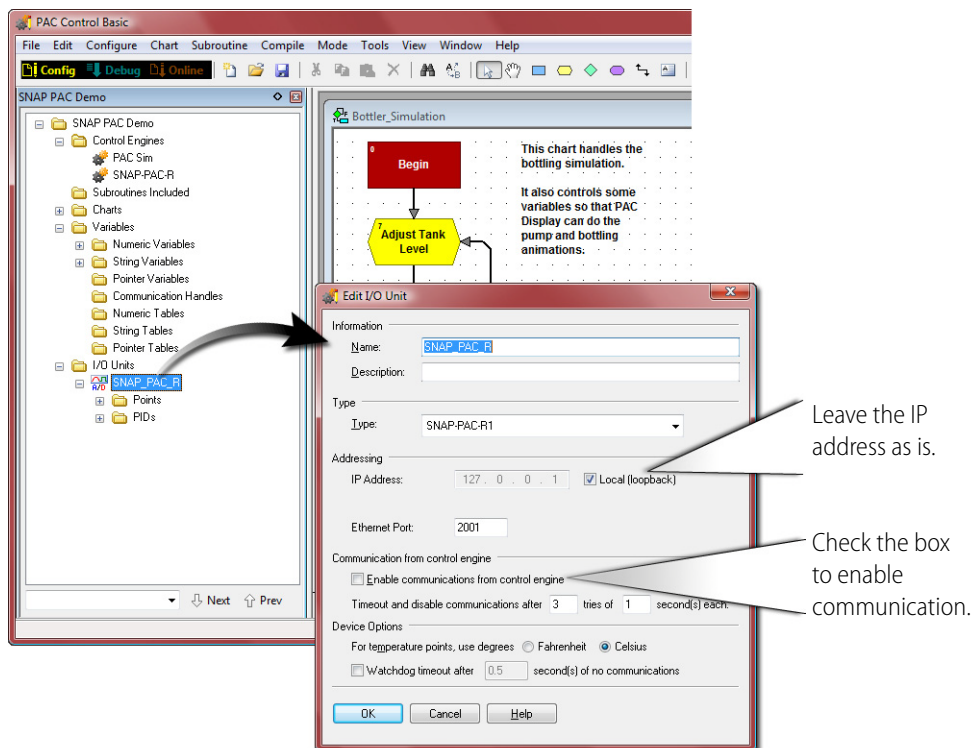 PAC Control Basic
File Edit Configure Chart Subroutine Compile Mode Tools View Window Help
Config Debug Online
SNAP PAC Demo
SNAP PAC Demo
Control Engines
PAC Sim
SNAP-PAC-R
Subroutines Included
Charts
Variables
Numeric Variables
String Variables
Pointer Variables
Communication Handles
Numeric Tables
String Tables
Pointer Tables
I/O Units
SNAP_PAC_R
Points
PIDs
Next Prev
Bottler_Simulation
0
Begin
7
Adjust Tank
Level
This chart handles the
bottling simulation.
It also controls some
variables so that PAC
Display can do the
pump and bottling
animations.
Edit I/O Unit
Information
Name: SNAP_PAC_R
Description:
Type
Type: SNAP-PAC-R1
Addressing
IP Address: 127 . 0 . 0 . 1 Local (loopback)
Ethernet Port: 2001
Communication from control engine
Enable communications from control engine
Timeout and disable communications after 3 tries of 1 second(s) each.
Device Options
For temperature points, use degrees Fahrenheit Celsius
Watchdog timeout after 0.5 second(s) of no communications
OK Cancel Help
Leave the IP
address as is.
Check the box
to enable
communication.